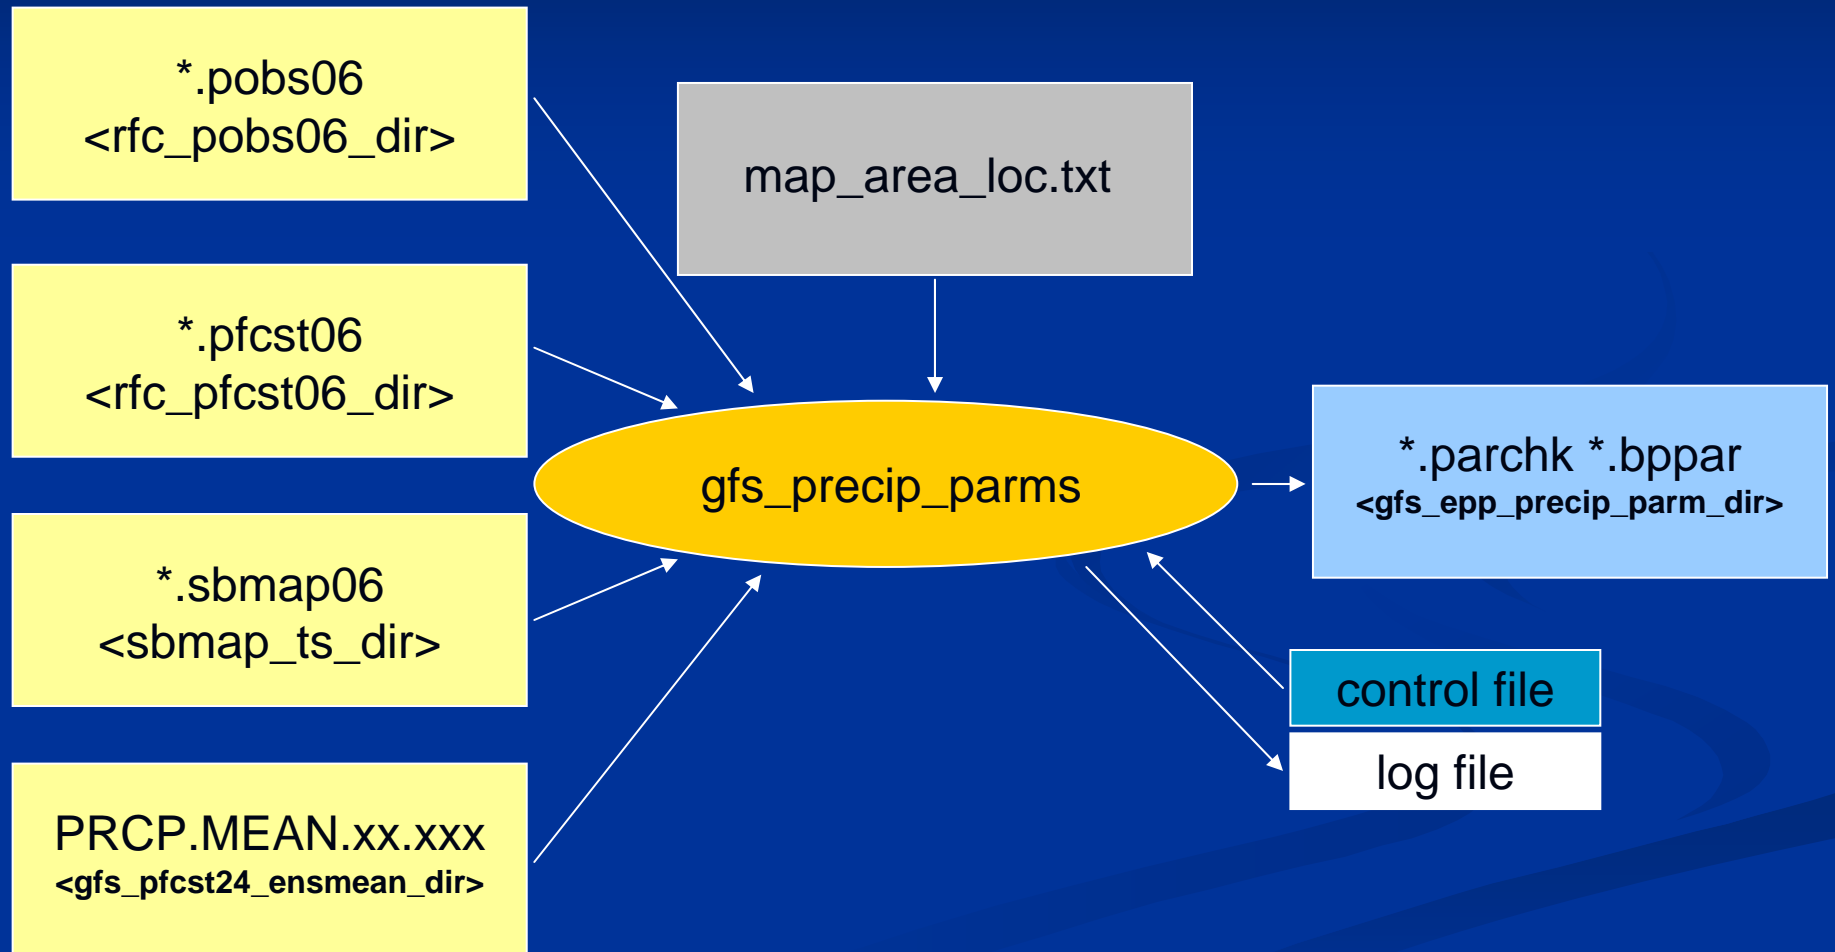 *.pobs06
<rfc_pobs06_dir>
map_area_loc.txt
*.pfcst06
<rfc_pfcst06_dir>
gfs_precip_parms
*.parchk *.bppar
<gfs_epp_precip_parm_dir>
*.sbmap06
<sbmap_ts_dir>
control file
log file
PRCP.MEAN.xx.xxx
<gfs_pfcst24_ensmean_dir>